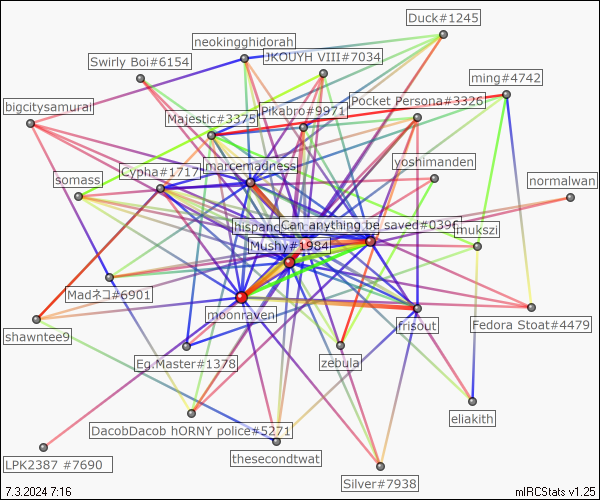 Duck#1245
neokingghidorah
Swirly Boi#6154
JKOUYH VIII#7034
ming#4742
bigcitysamurai
Pocket Persona#3326
Majestic#3375
Pikabro#9971
yoshimanden
marcemadness
Cypha#1717
somass
normalwan
Can anything be saved#0396
fnukszi
Mushy#1984
Madネコ#6901
moonraven
frisout
Fedora Stoat#4479
shawntee9
Eg.Master#1378
zebula
eliakith
DacobDacob hORNY police#5271
thesecondtwat
LPK2387 #7690
Silver#7938
7.3.2024 7:16
mIRCStats v1.25